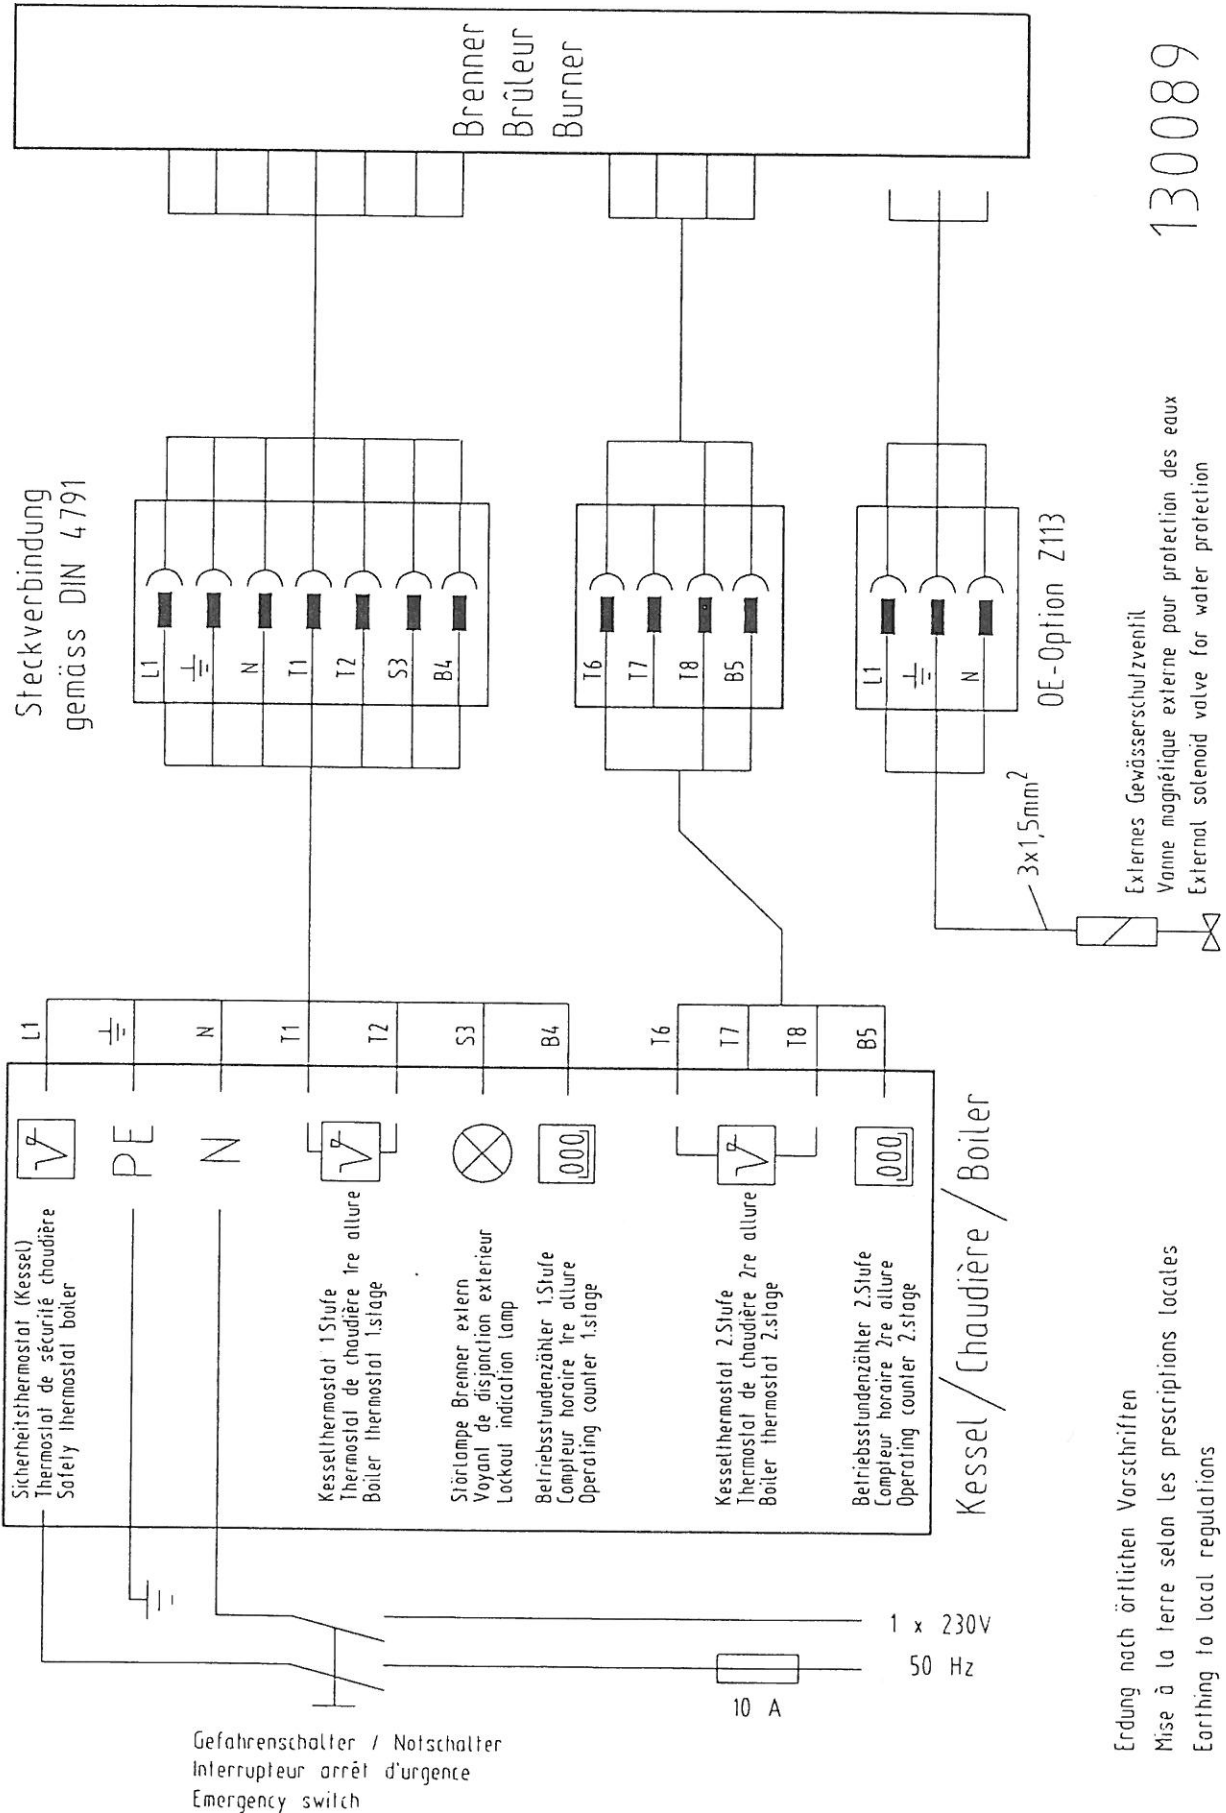 Brenner
Brûleur
Burner
130089
Steckverbindung
gemäss DIN 4791
L1
N
T1
T2
S3
B4
T6
T7
T8
B5
L1
N
OE-Option Z113
3x1,5mm²
Externes Gewässerschutzventil
Vanne magnétique externe pour protection des eaux
External solenoid valve for water protection
L1
N
T1
T2
S3
B4
T6
T7
T8
B5
PE
N
000
000
Sicherheitsthermostat (Kessel)
Thermostat de sécurité chaudière
Safety thermostat boiler
Kesselthermostat 1.Stufe
Thermostat de chaudière 1re allure
Boiler thermostat 1.stage
Störlampe Brenner extern
Voyant de disjonction exterieur
Lockout indication lamp
Betriebsstundenzähler 1.Stufe
Compteur horaire 1re allure
Operating counter 1.stage
Kesselthermostat 2.Stufe
Thermostat de chaudière 2re allure
Boiler thermostat 2.stage
Betriebsstundenzähler 2.Stufe
Compteur horaire 2re allure
Operating counter 2.stage
Kessel / Chaudière / Boiler
1 x 230V
50 Hz
10 A
Gefahrenschalter / Notschalter
Interrupteur arrêt d'urgence
Emergency switch
Erdung nach örtlichen Vorschriften
Mise à la terre selon les prescriptions locales
Earthing to local regulations